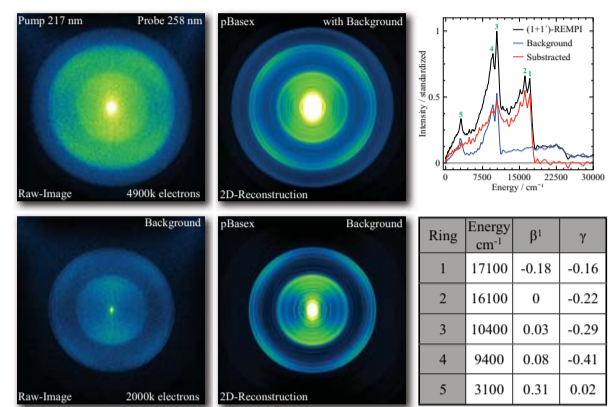 Pump 217 nm Probe 258 nm
Raw-Image 4900k electrons
pBasex with Background
2D-Reconstruction
3
4
2
1
5
(1+1´)-REMPI
Background
Substracted
1
0.5
0
0 7500 15000 22500 30000
Intensity / standardized
Energy / cm⁻¹
Background
Raw-Image 2000k electrons
pBasex Background
2D-Reconstruction
Ring Energy cm⁻¹ β¹ γ
1 17100 -0.18 -0.16
2 16100 0 -0.22
3 10400 0.03 -0.29
4 9400 0.08 -0.41
5 3100 0.31 0.02